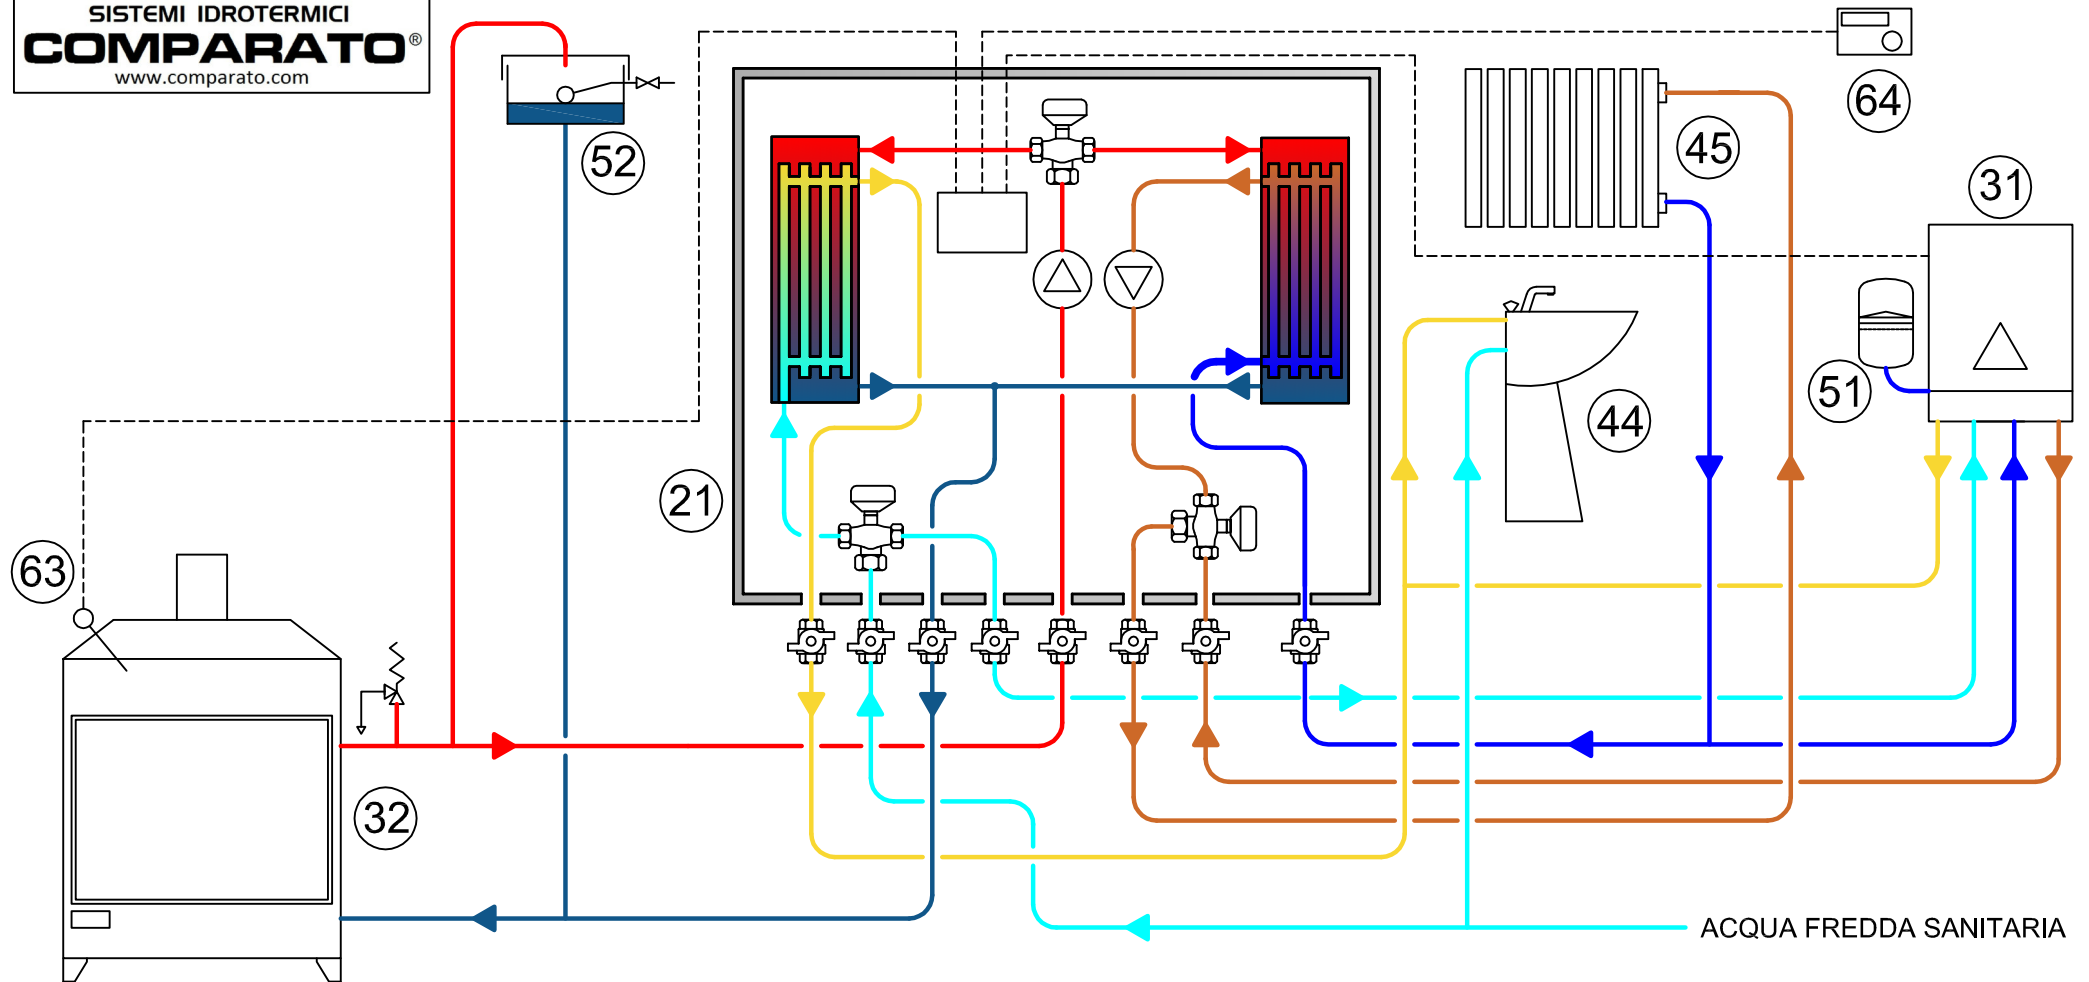 SISTEMI IDROTERMICI
COMPARATO®
www.comparato.com
52
64
45
31
51
44
21
63
32
ACQUA FREDDA SANITARIA